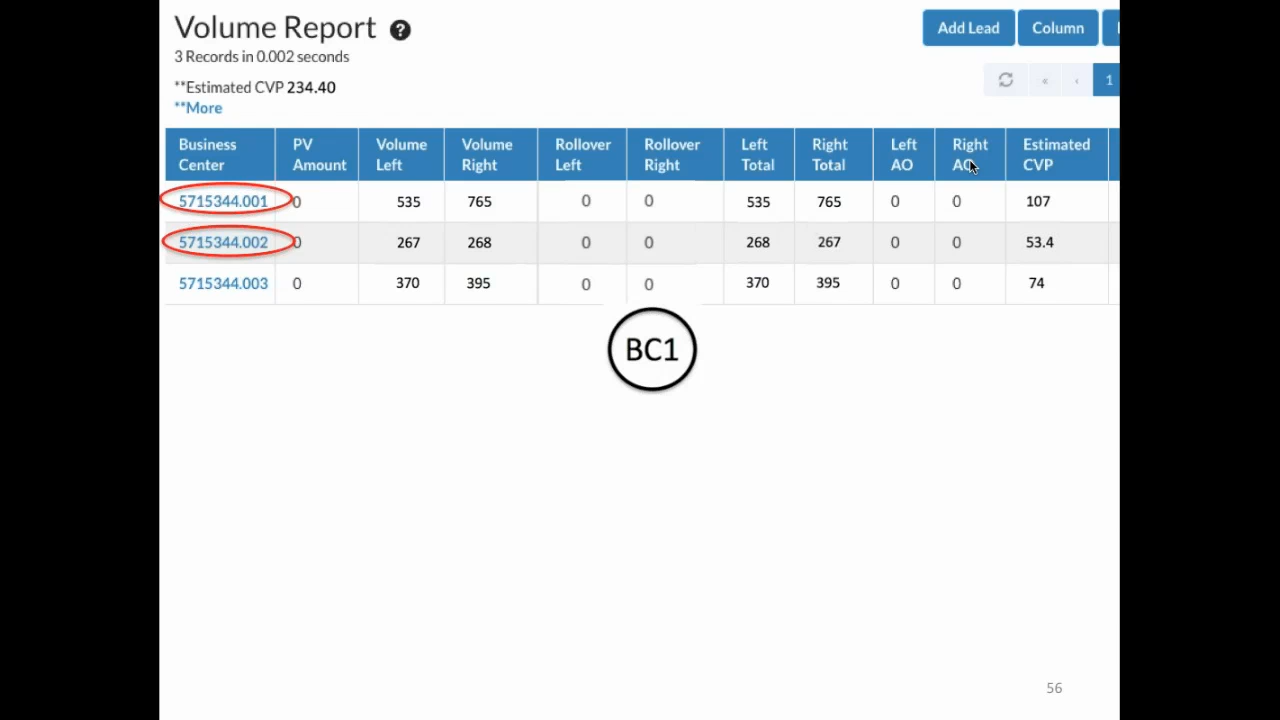 Volume Report ?
3 Records in 0.002 seconds
**Estimated CVP 234.40
**More
Add Lead Column
« ‹ 1
Business Center PV Amount Volume Left Volume Right Rollover Left Rollover Right Left Total Right Total Left AO Right AO Estimated CVP
5715344.001 0 535 765 0 0 535 765 0 0 107
5715344.002 0 267 268 0 0 268 267 0 0 53.4
5715344.003 0 370 395 0 0 370 395 0 0 74
BC1
56